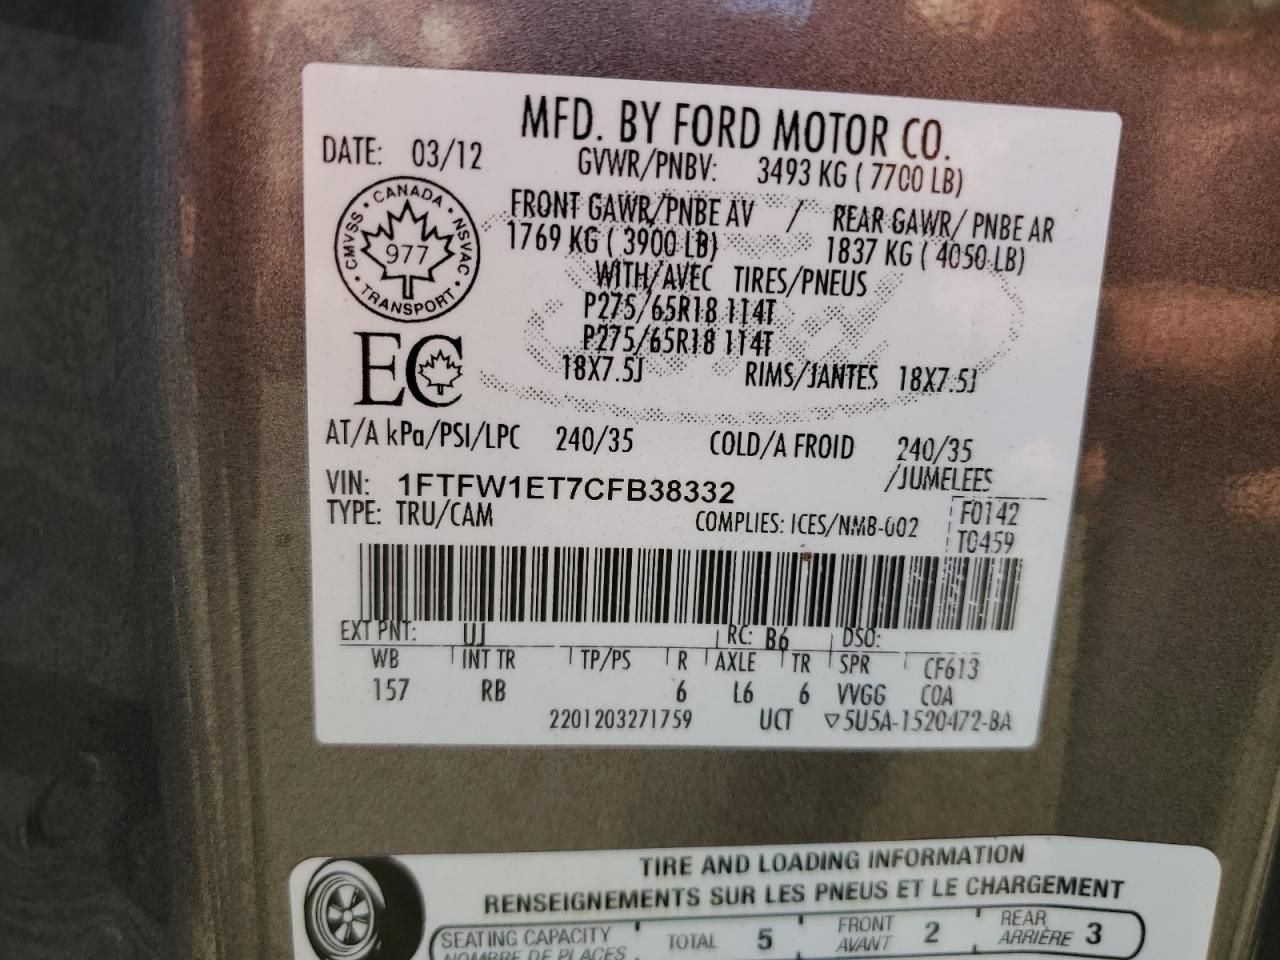 MFD. BY FORD MOTOR CO.
DATE: 03/12
GVWR/PNBV: 3493 KG ( 7700 LB)
FRONT GAWR/PNBE AV / REAR GAWR/ PNBE AR
1769 KG ( 3900 LB) 1837 KG ( 4050 LB)
WITH/AVEC TIRES/PNEUS
P275/65R18 114T
P275/65R18 114T
18X7.5J RIMS/JANTES 18X7.5J
CANADA • NSVAC • TRANSPORT • CMVSS •
977
EC
AT/A kPa/PSI/LPC 240/35 COLD/A FROID 240/35
/JUMELEES
VIN: 1FTFW1ET7CFB38332
TYPE: TRU/CAM COMPLIES: ICES/NMB-002
F0142
T0459
EXT PNT: UJ RC: B6 DSO:
WB INT TR TP/PS R AXLE TR SPR CF613
157 RB 6 L6 6 VVGG COA
2201203271759 UCT ▽5U5A-1520472-BA
TIRE AND LOADING INFORMATION
RENSEIGNEMENTS SUR LES PNEUS ET LE CHARGEMENT
SEATING CAPACITY TOTAL 5 FRONT 2 REAR 3
NOMBRE DE PLACES AVANT ARRIÈRE